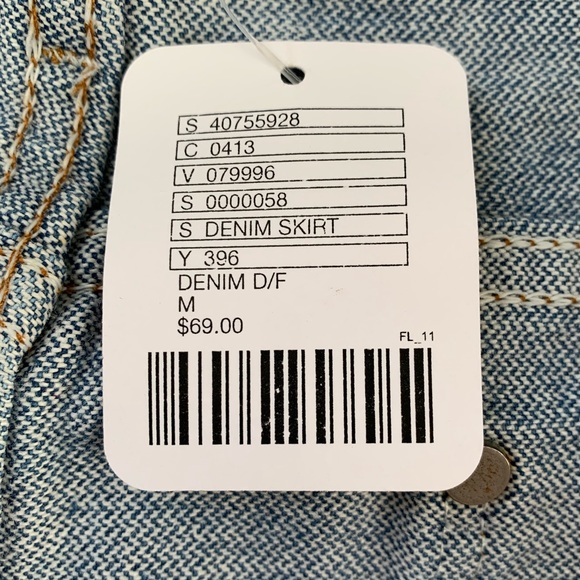 S 40755928
C 0413
V 079996
S 0000058
S DENIM SKIRT
Y 396
DENIM D/F
M
$69.00
FL_11